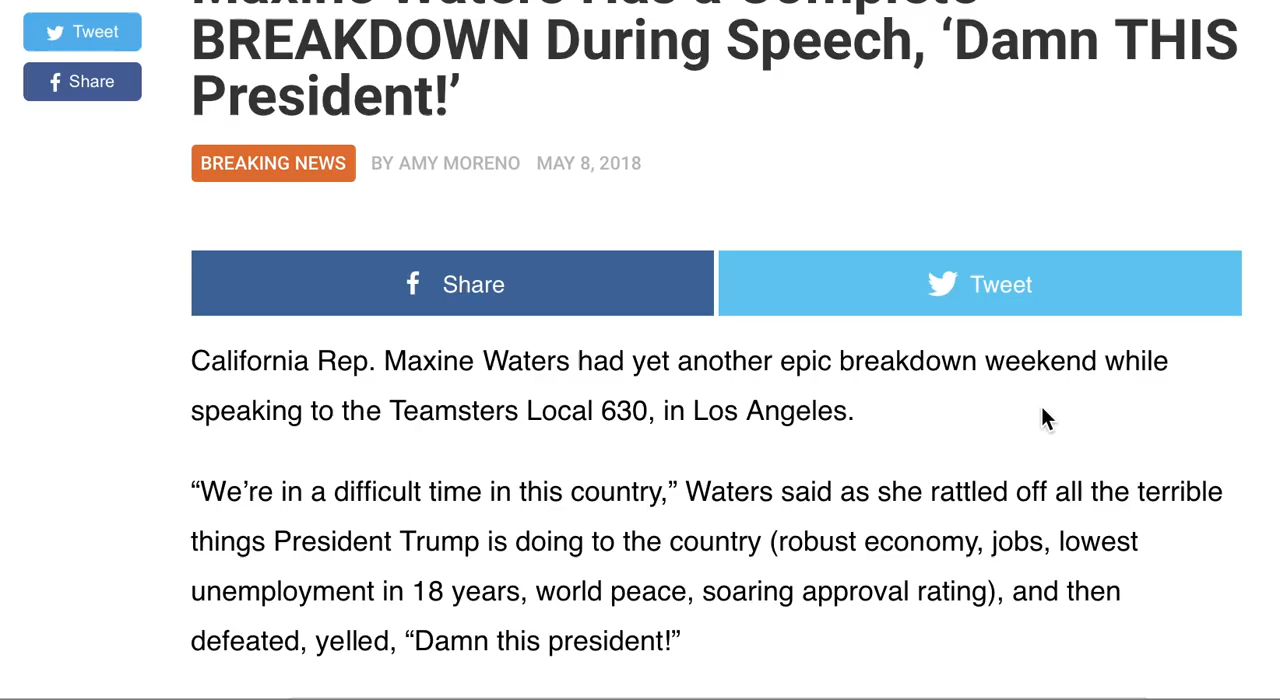 Maxine Waters Has a Complete
Tweet
BREAKDOWN During Speech, ‘Damn THIS
Share
President!’
BREAKING NEWS BY AMY MORENO MAY 8, 2018
Share Tweet
California Rep. Maxine Waters had yet another epic breakdown weekend while
speaking to the Teamsters Local 630, in Los Angeles.
“We’re in a difficult time in this country,” Waters said as she rattled off all the terrible
things President Trump is doing to the country (robust economy, jobs, lowest
unemployment in 18 years, world peace, soaring approval rating), and then
defeated, yelled, “Damn this president!”